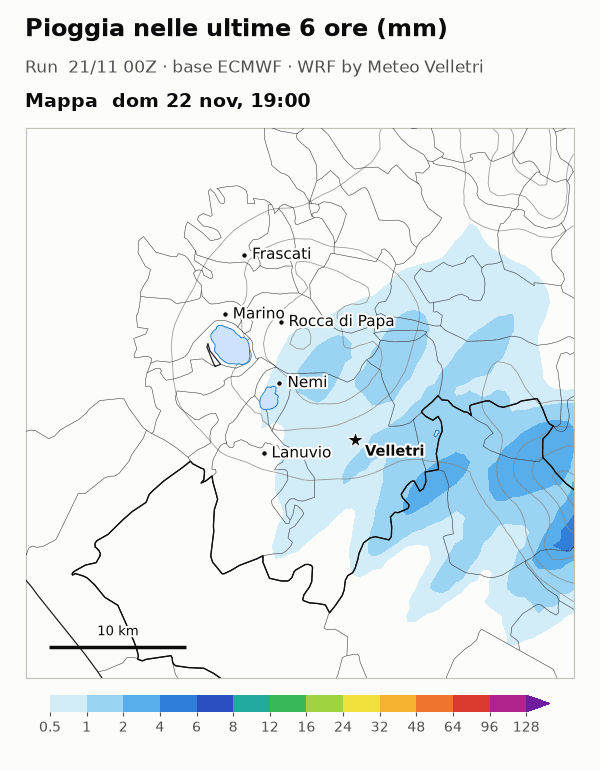 Pioggia nelle ultime 6 ore (mm)
Run  21/11 00Z · base ECMWF · WRF by Meteo Velletri
Mappa  dom 22 nov, 19:00
Frascati
Marino
Rocca di Papa
Nemi
Velletri
Lanuvio
10 km
0.5 1 2 4 6 8 12 16 24 32 48 64 96 128